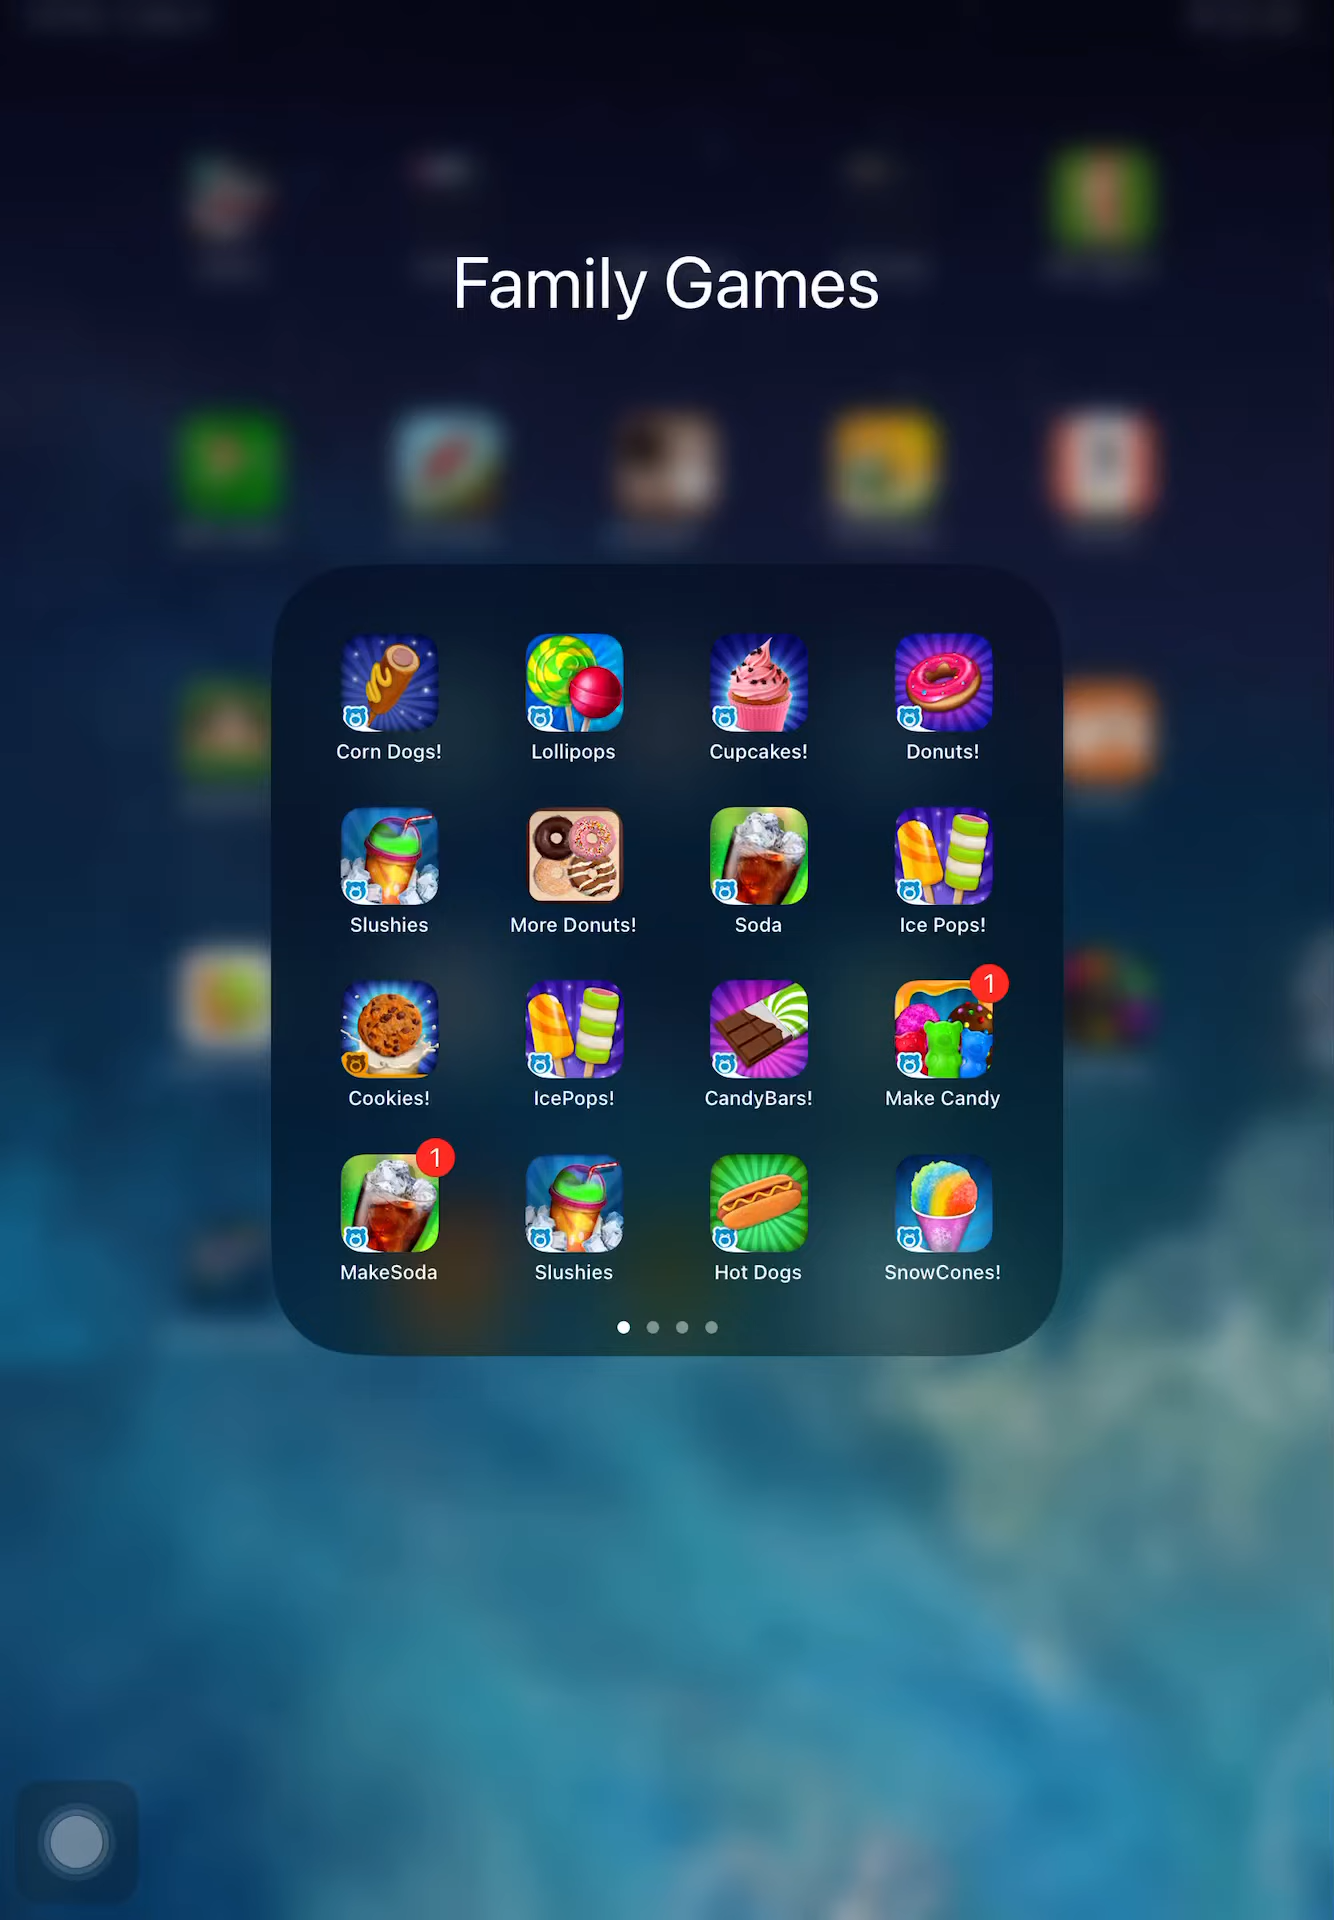 Family Games
Corn Dogs! Lollipops Cupcakes! Donuts!
Slushies More Donuts! Soda Ice Pops!
1
Cookies! IcePops! CandyBars! Make Candy
1
MakeSoda Slushies Hot Dogs SnowCones!